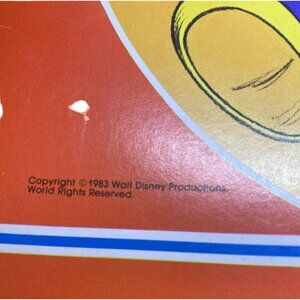 Copyright ©1983 Walt Disney Productions,
World Rights Reserved.